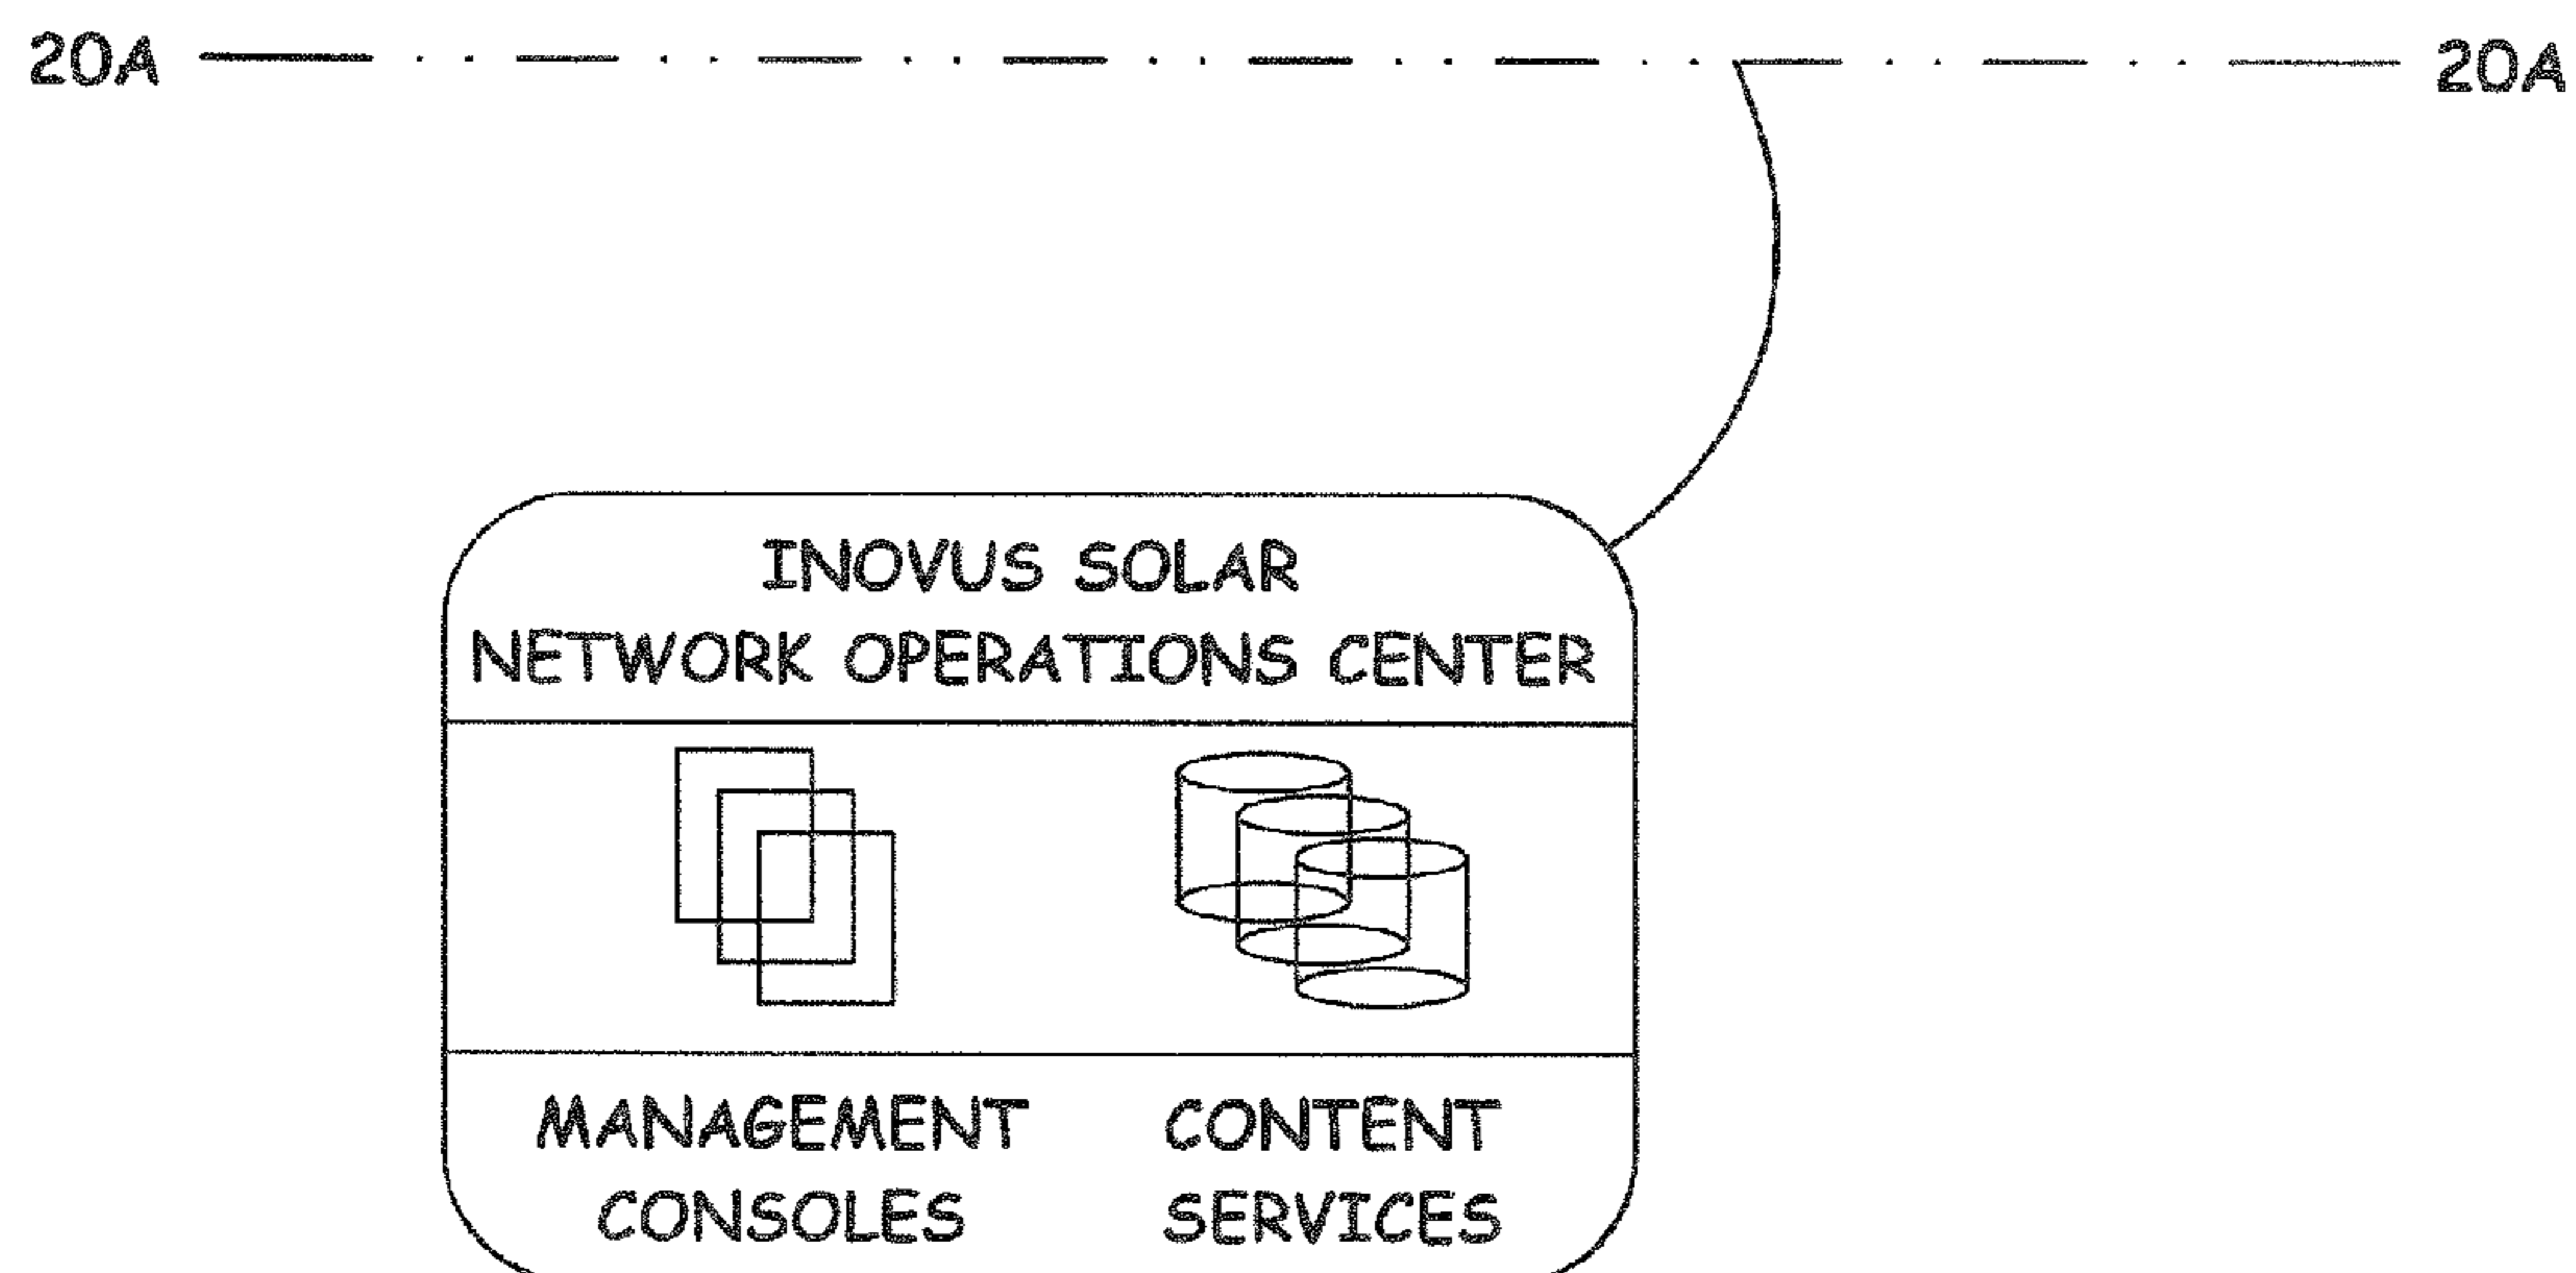 20A 20A
INOVUS SOLAR
NETWORK OPERATIONS CENTER
MANAGEMENT CONTENT
CONSOLES SERVICES